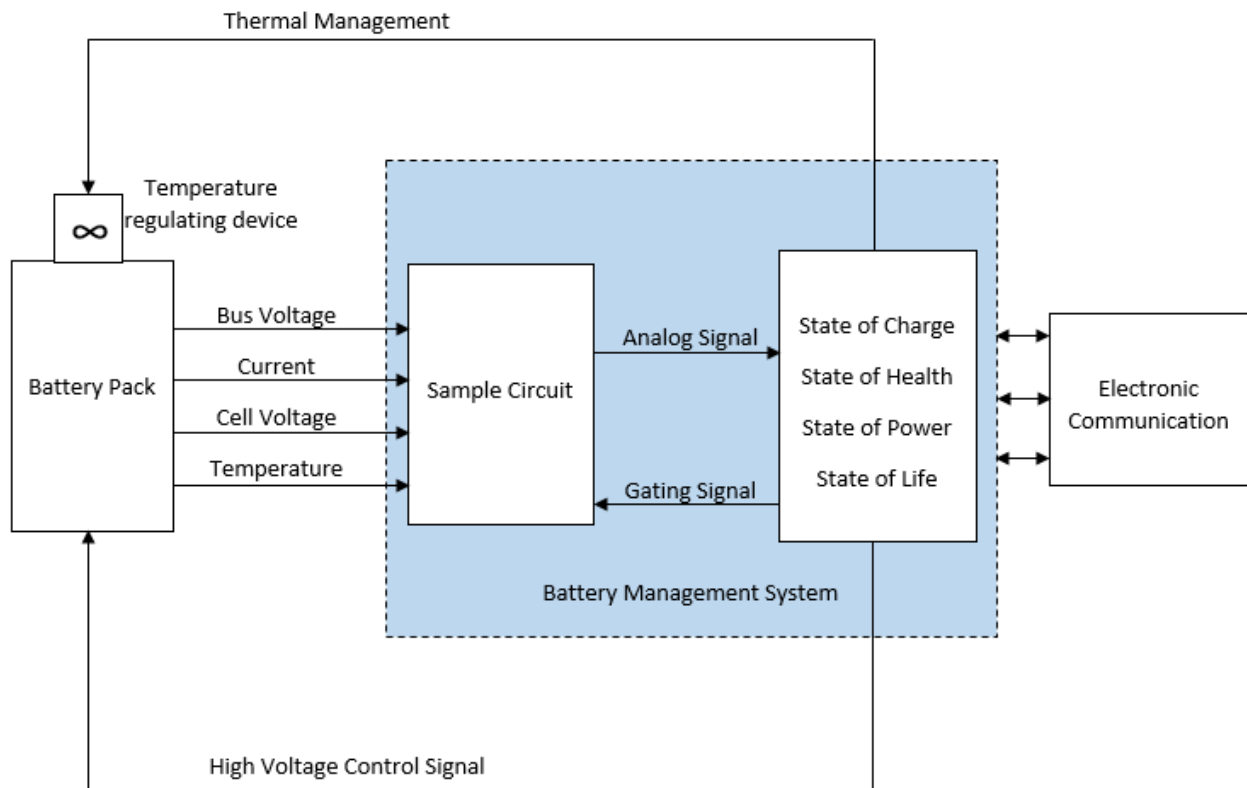 Thermal Management
Temperature
regulating device
∞
Battery Pack
Bus Voltage
Current
Cell Voltage
Temperature
Sample Circuit
Analog Signal
Gating Signal
State of Charge
State of Health
State of Power
State of Life
Electronic
Communication
Battery Management System
High Voltage Control Signal